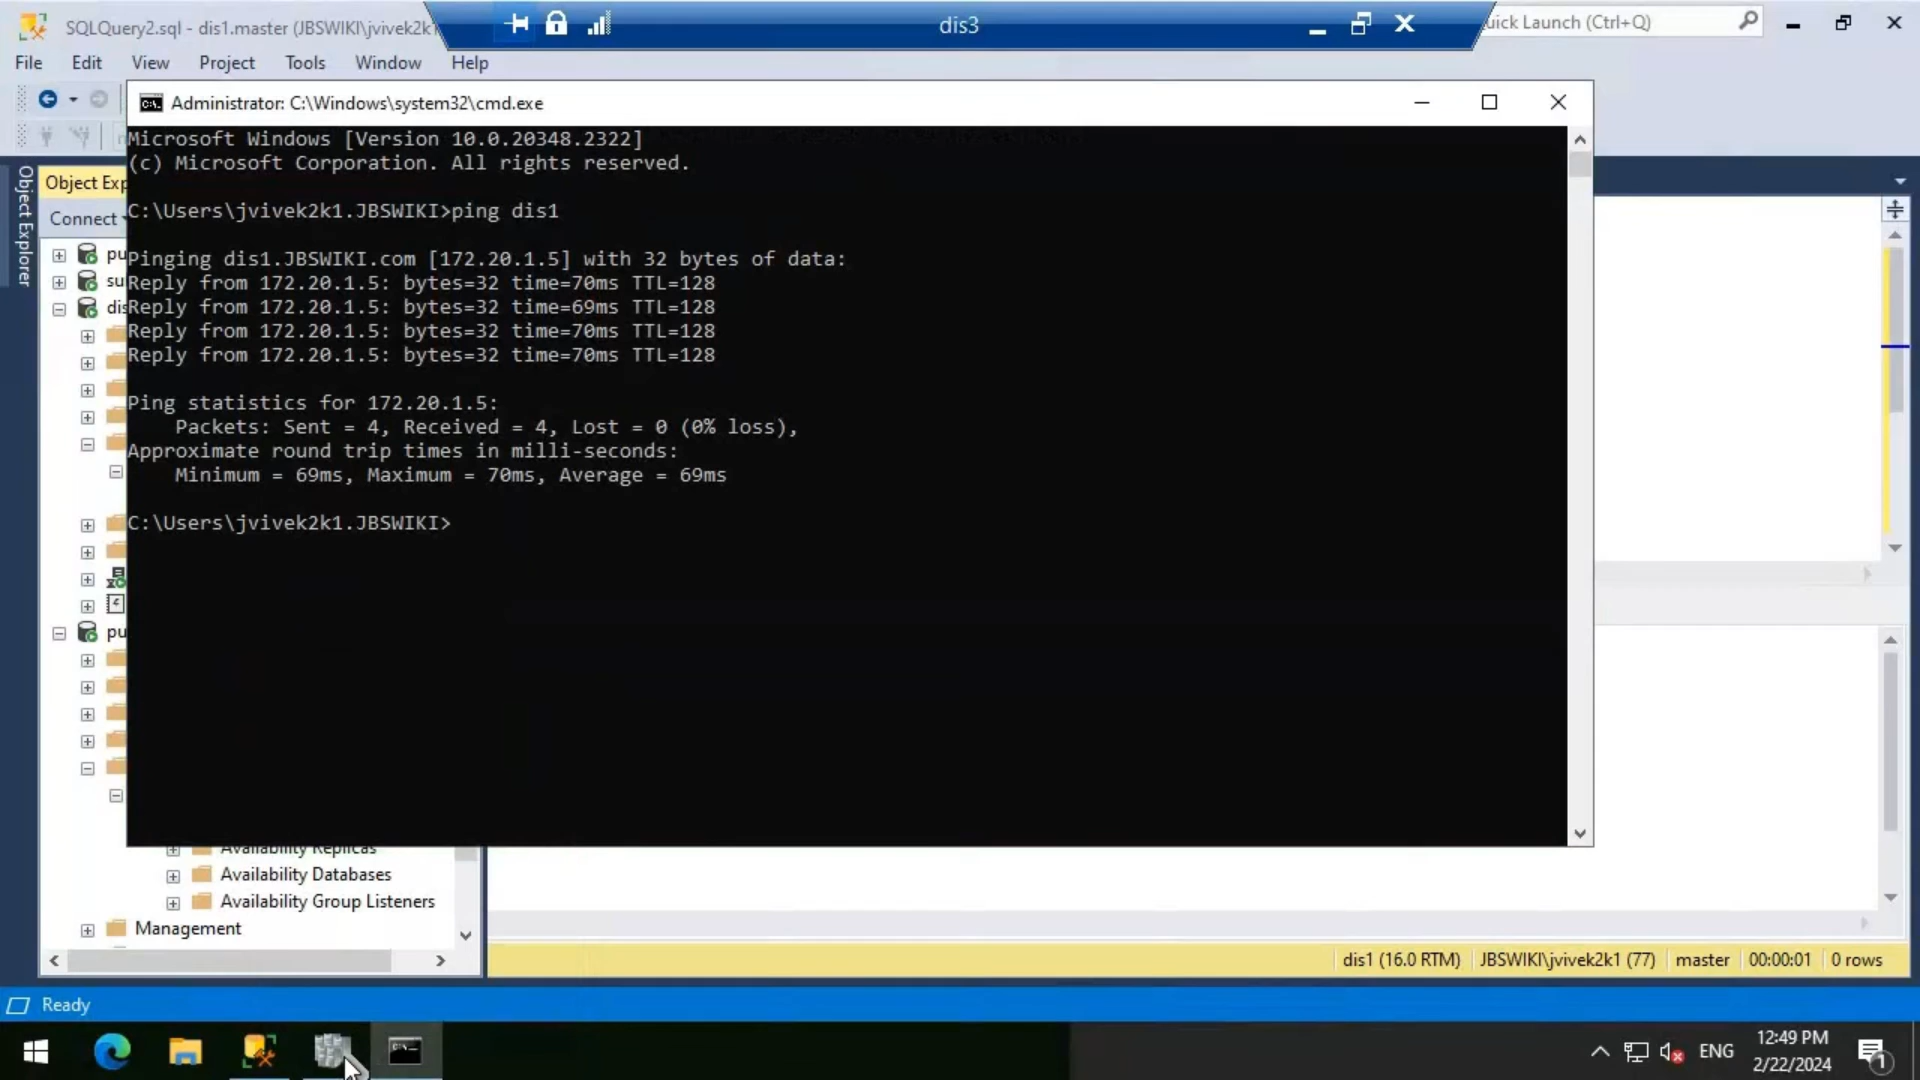 SQLQuery2.sql - dis1.master (JBSWIKI\jvivek2k1
dis3
uick Launch (Ctrl+Q)
File Edit View Project Tools Window Help
Administrator: C:\Windows\system32\cmd.exe
Microsoft Windows [Version 10.0.20348.2322]
(c) Microsoft Corporation. All rights reserved.
Object Explorer
Object Exp
Connect
C:\Users\jvivek2k1.JBSWIKI>ping dis1
pu
Pinging dis1.JBSWIKI.com [172.20.1.5] with 32 bytes of data:
su
Reply from 172.20.1.5: bytes=32 time=70ms TTL=128
dis
Reply from 172.20.1.5: bytes=32 time=69ms TTL=128
Reply from 172.20.1.5: bytes=32 time=70ms TTL=128
Reply from 172.20.1.5: bytes=32 time=70ms TTL=128
Ping statistics for 172.20.1.5:
Packets: Sent = 4, Received = 4, Lost = 0 (0% loss),
Approximate round trip times in milli-seconds:
Minimum = 69ms, Maximum = 70ms, Average = 69ms
C:\Users\jvivek2k1.JBSWIKI>
pu
Availability Replicas
Availability Databases
Availability Group Listeners
Management
dis1 (16.0 RTM) JBSWIKI\jvivek2k1 (77) master 00:00:01 0 rows
Ready
ENG
12:49 PM
2/22/2024
1